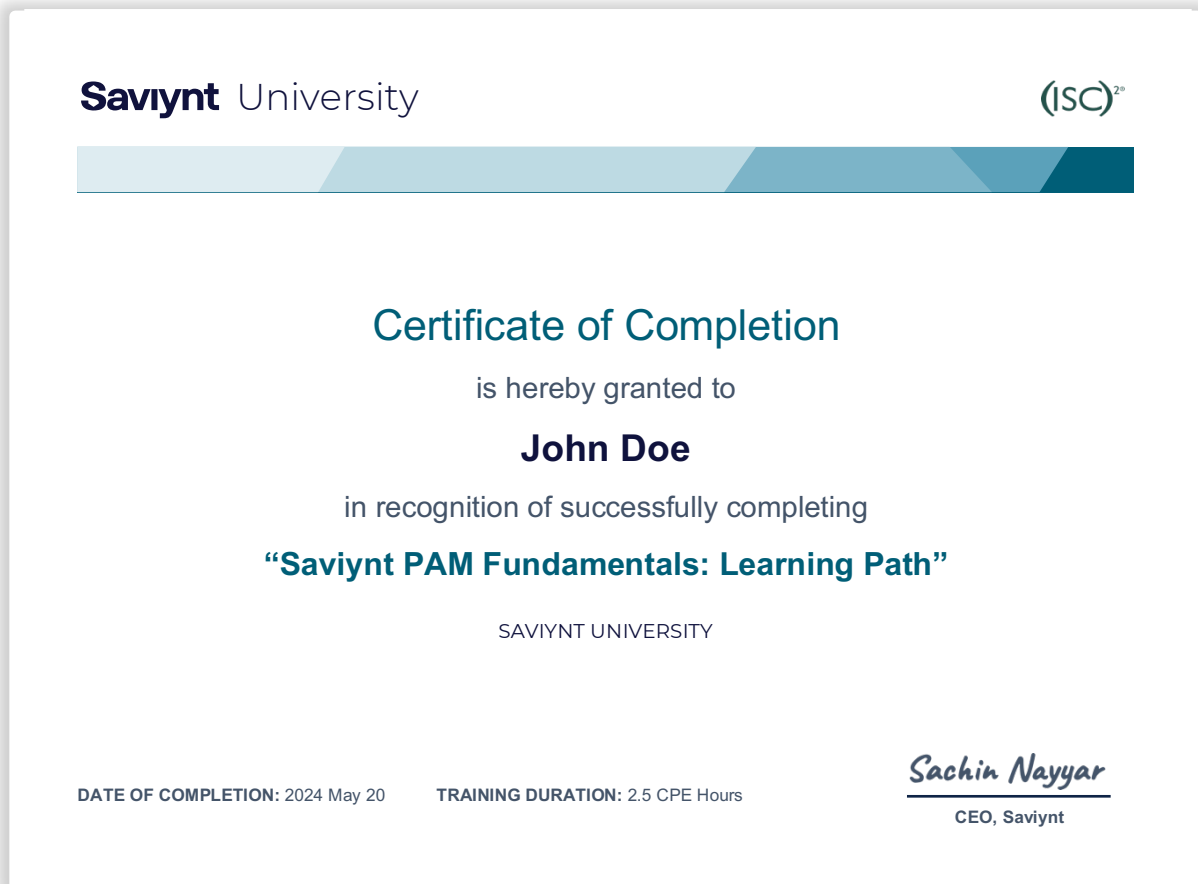 Saviynt University
(ISC)²®
Certificate of Completion
is hereby granted to
John Doe
in recognition of successfully completing
“Saviynt PAM Fundamentals: Learning Path”
SAVIYNT UNIVERSITY
Sachin Nayyar
DATE OF COMPLETION: 2024 May 20 TRAINING DURATION: 2.5 CPE Hours
CEO, Saviynt